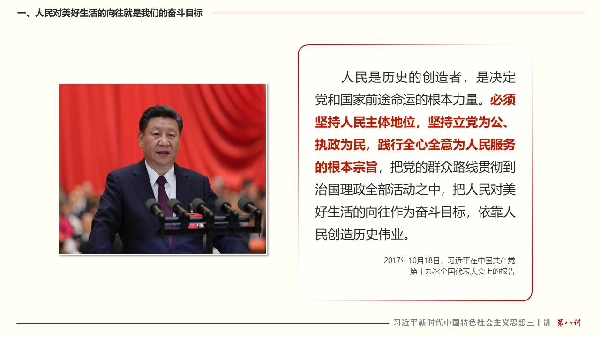 一、人民对美好生活的向往就是我们的奋斗目标
人民是历史的创造者，是决定
党和国家前途命运的根本力量。必须
坚持人民主体地位，坚持立党为公、
执政为民，践行全心全意为人民服务
的根本宗旨，把党的群众路线贯彻到
治国理政全部活动之中，把人民对美
好生活的向往作为奋斗目标，依靠人
民创造历史伟业。
2017年10月18日，习近平在中国共产党
第十九次全国代表大会上的报告
习近平新时代中国特色社会主义思想三十讲 第八讲